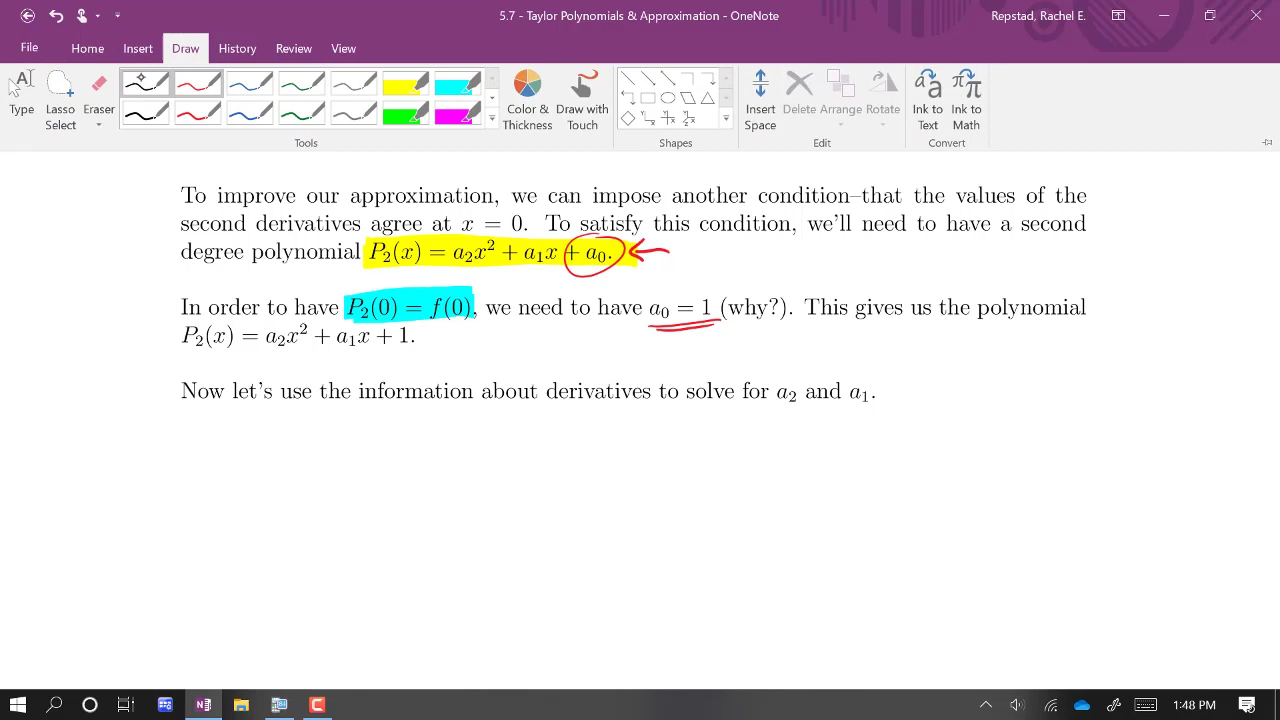 5.7 - Taylor Polynomials & Approximation - OneNote
Repstad, Rachel E.
File Home Insert Draw History Review View
Type
Lasso Select
Eraser
Color & Thickness
Draw with Touch
Insert Space
Delete
Arrange
Rotate
Ink to Text
Ink to Math
Tools
Shapes
Edit
Convert
To improve our approximation, we can impose another condition–that the values of the
second derivatives agree at x = 0. To satisfy this condition, we'll need to have a second
degree polynomial P₂(x) = a₂x² + a₁x + a₀.
In order to have P₂(0) = f(0), we need to have a₀ = 1 (why?). This gives us the polynomial
P₂(x) = a₂x² + a₁x + 1.
Now let's use the information about derivatives to solve for a₂ and a₁.
1:48 PM